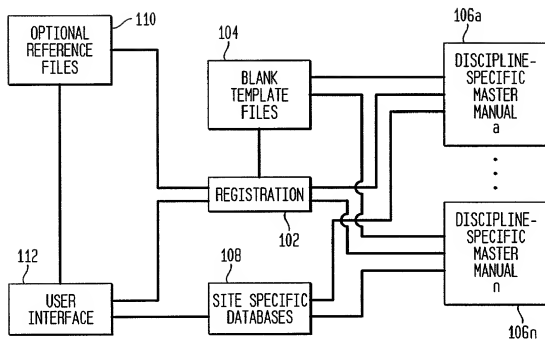 110
OPTIONAL
REFERENCE
FILES
104
BLANK
TEMPLATE
FILES
106a
DISCIPLINE-
SPECIFIC
MASTER
MANUAL
a
REGISTRATION
102
112
USER
INTERFACE
108
SITE SPECIFIC
DATABASES
DISCIPLINE-
SPECIFIC
MASTER
MANUAL
n
106n